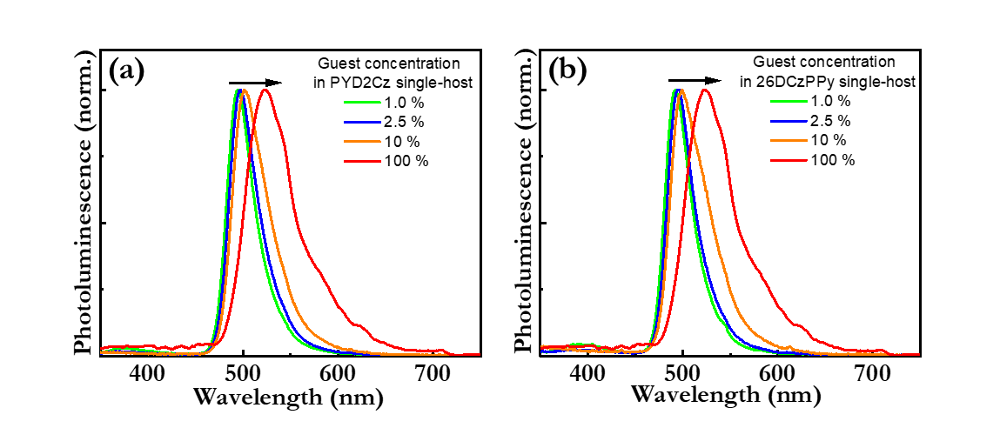 (a)
Guest concentration
in PYD2Cz single-host
1.0 %
2.5 %
10 %
100 %
Photoluminescence (norm.)
400 500 600 700
Wavelength (nm)
(b)
Guest concentration
in 26DCzPPy single-host
1.0 %
2.5 %
10 %
100 %
Photoluminescence (norm.)
400 500 600 700
Wavelength (nm)